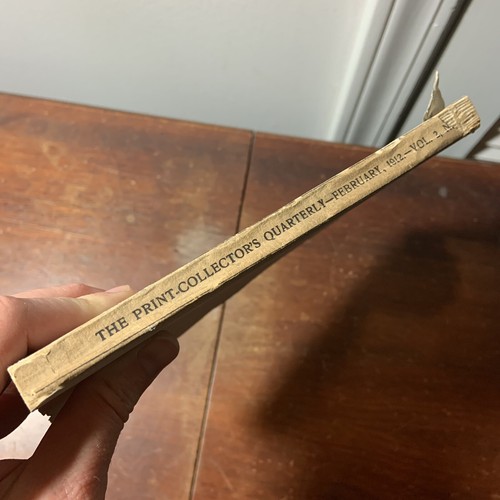 THE PRINT-COLLECTOR'S QUARTERLY—FEBRUARY, 1912—VOL. 2,